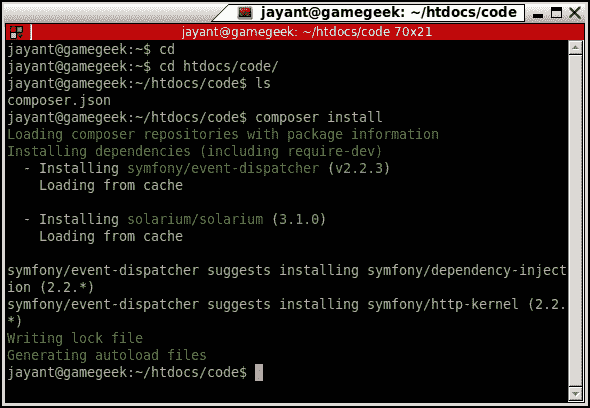 jayant@gamegeek: ~/htdocs/code
jayant@gamegeek: ~/htdocs/code 70x21
jayant@gamegeek:~$ cd
jayant@gamegeek:~$ cd htdocs/code/
jayant@gamegeek:~/htdocs/code$ ls
composer.json
jayant@gamegeek:~/htdocs/code$ composer install
Loading composer repositories with package information
Installing dependencies (including require-dev)
  - Installing symfony/event-dispatcher (v2.2.3)
    Loading from cache
  - Installing solarium/solarium (3.1.0)
    Loading from cache
symfony/event-dispatcher suggests installing symfony/dependency-inject
ion (2.2.*)
symfony/event-dispatcher suggests installing symfony/http-kernel (2.2.
*)
Writing lock file
Generating autoload files
jayant@gamegeek:~/htdocs/code$